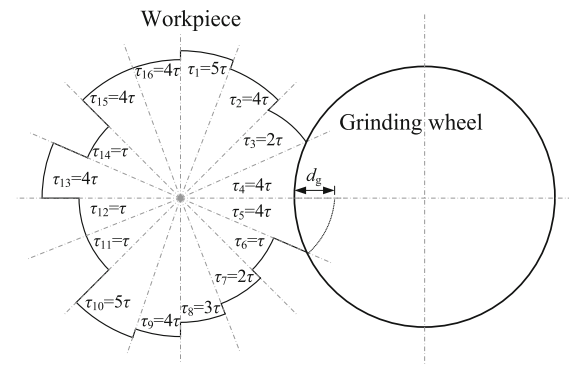 Workpiece
τ16=4τ τ1=5τ
τ15=4τ τ2=4τ
Grinding wheel
τ14=τ τ3=2τ
τ13=4τ τ4=4τ dg
τ12=τ τ5=4τ
τ11=τ τ6=τ
τ7=2τ
τ10=5τ τ8=3τ
τ9=4τ